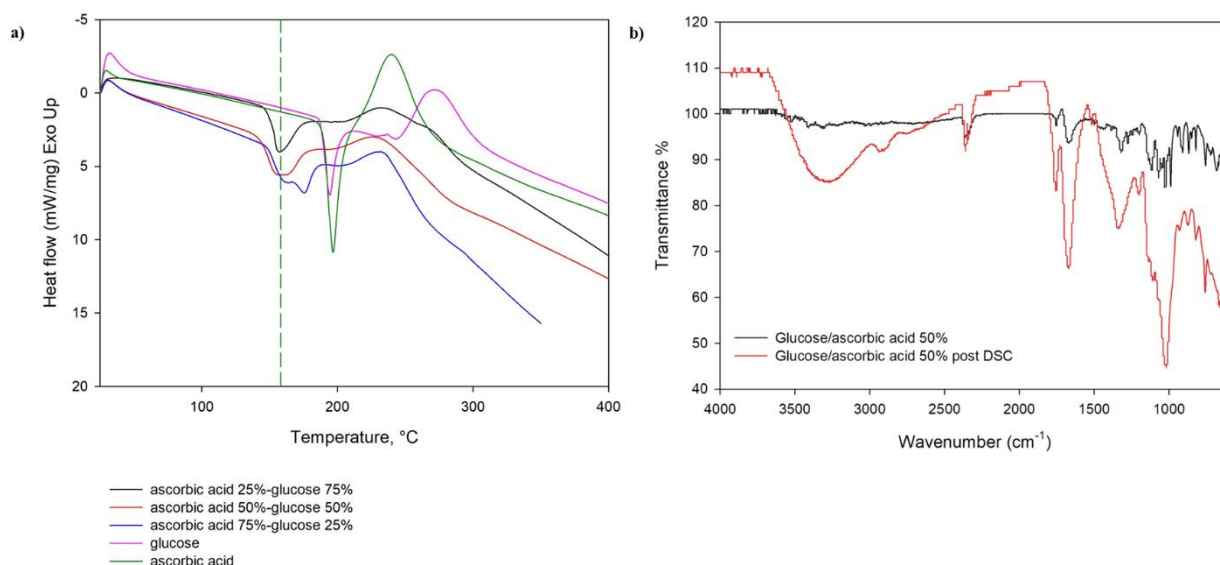 a)
-5
0
5
10
15
20
Heat flow (mW/mg) Exo Up
100
200
300
400
Temperature, °C
ascorbic acid 25%-glucose 75%
ascorbic acid 50%-glucose 50%
ascorbic acid 75%-glucose 25%
glucose
ascorbic acid
b)
120
110
100
90
80
70
60
50
40
Transmittance %
Glucose/ascorbic acid 50%
Glucose/ascorbic acid 50% post DSC
4000
3500
3000
2500
2000
1500
1000
Wavenumber (cm⁻¹)